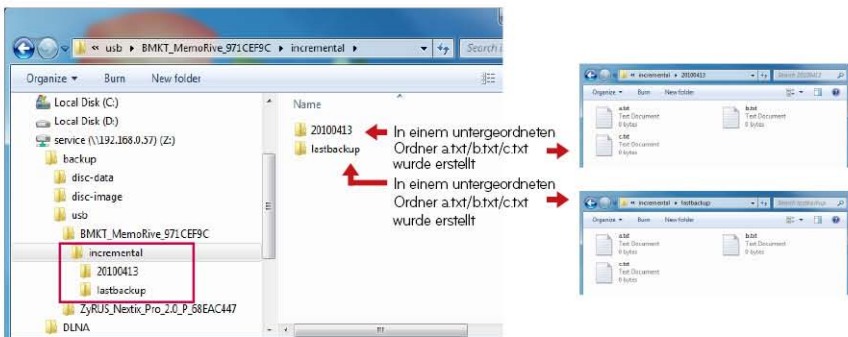 « usb ▸ BMKT_MemoRive_971CEF9C ▸ incremental ▸
Search i
Organize ▾ Burn New folder
Local Disk (C:)
Local Disk (D:)
service (\\192.168.0.57) (Z:)
backup
disc-data
disc-image
usb
BMKT_MemoRive_971CEF9C
incremental
20100413
lastbackup
ZyRUS_Nextix_Pro_2.0_P_68EAC447
DLNA
Name
20100413
lastbackup
In einem untergeordneten
Ordner a.txt/b.txt/c.txt
wurde erstellt
In einem untergeordneten
Ordner a.txt/b.txt/c.txt
wurde erstellt
« incremental ▸ 20100413
Search 20100413
Organize ▾ Burn New folder
a.txt
Text Document
0 bytes
b.txt
Text Document
0 bytes
c.txt
Text Document
0 bytes
« incremental ▸ lastbackup
Search lastbackup
Organize ▾ Burn New folder
a.txt
Text Document
0 bytes
b.txt
Text Document
0 bytes
c.txt
Text Document
0 bytes